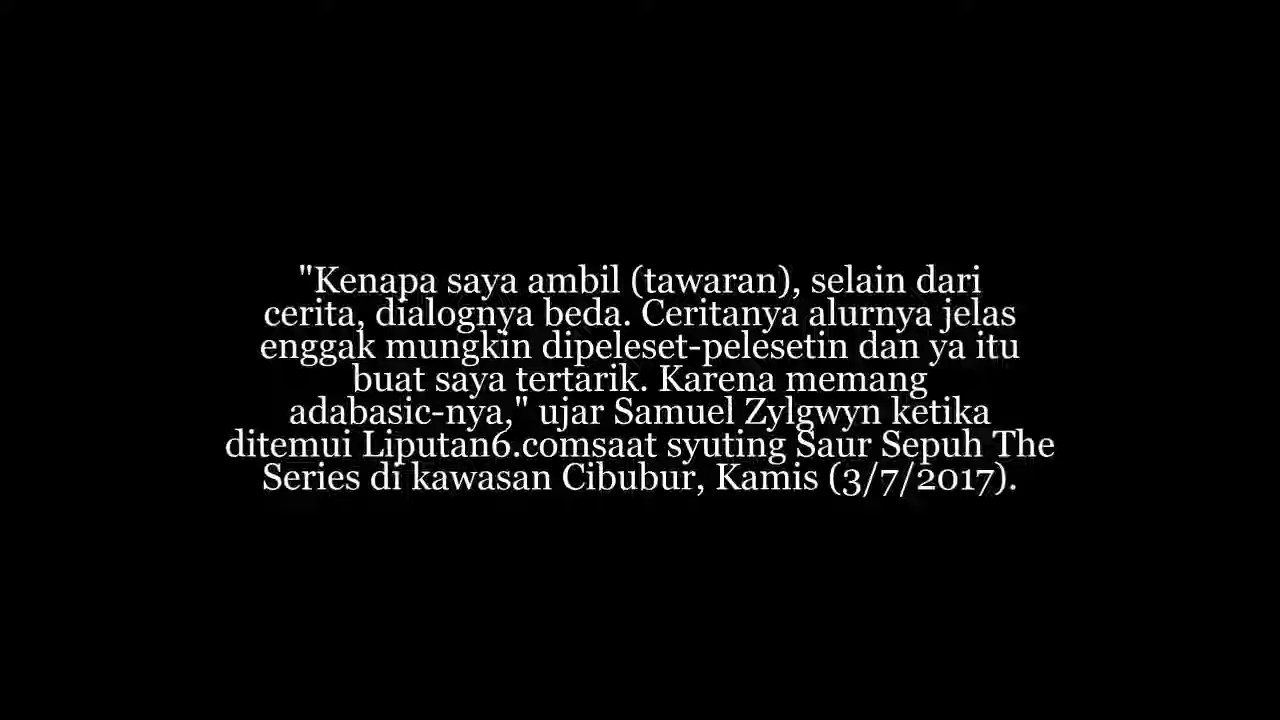 "Kenapa saya ambil (tawaran), selain dari
cerita, dialognya beda. Ceritanya alurnya jelas
enggak mungkin dipeleset-pelesetin dan ya itu
buat saya tertarik. Karena memang
adabasic-nya," ujar Samuel Zylgwyn ketika
ditemui Liputan6.comsaat syuting Saur Sepuh The
Series di kawasan Cibubur, Kamis (3/7/2017).